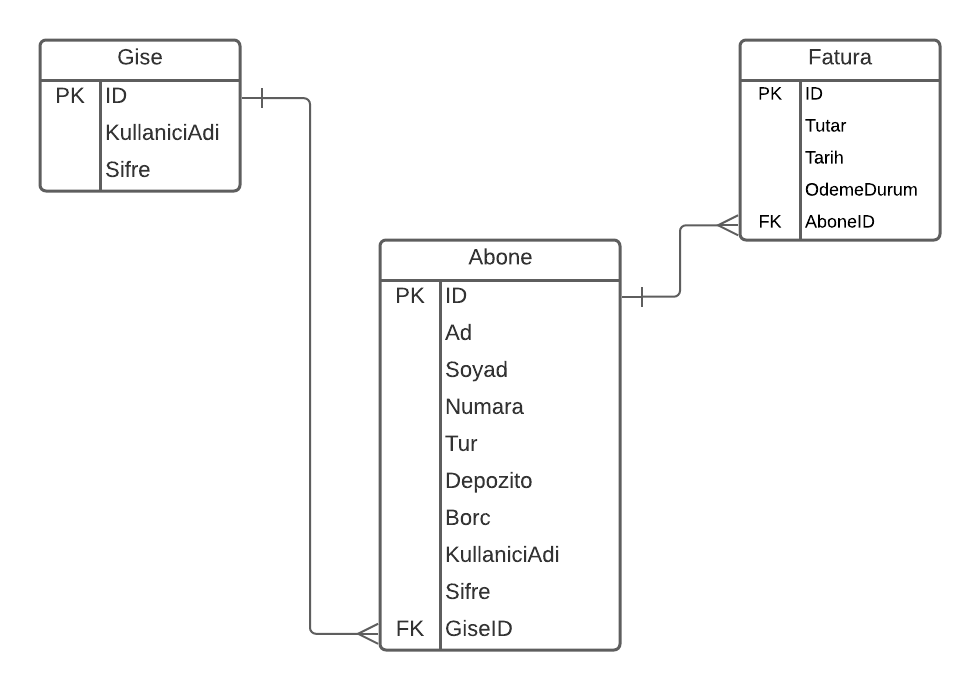 Gise
PK ID
KullaniciAdi
Sifre
Fatura
PK ID
Tutar
Tarih
OdemeDurum
FK AboneID
Abone
PK ID
Ad
Soyad
Numara
Tur
Depozito
Borc
KullaniciAdi
Sifre
FK GiseID